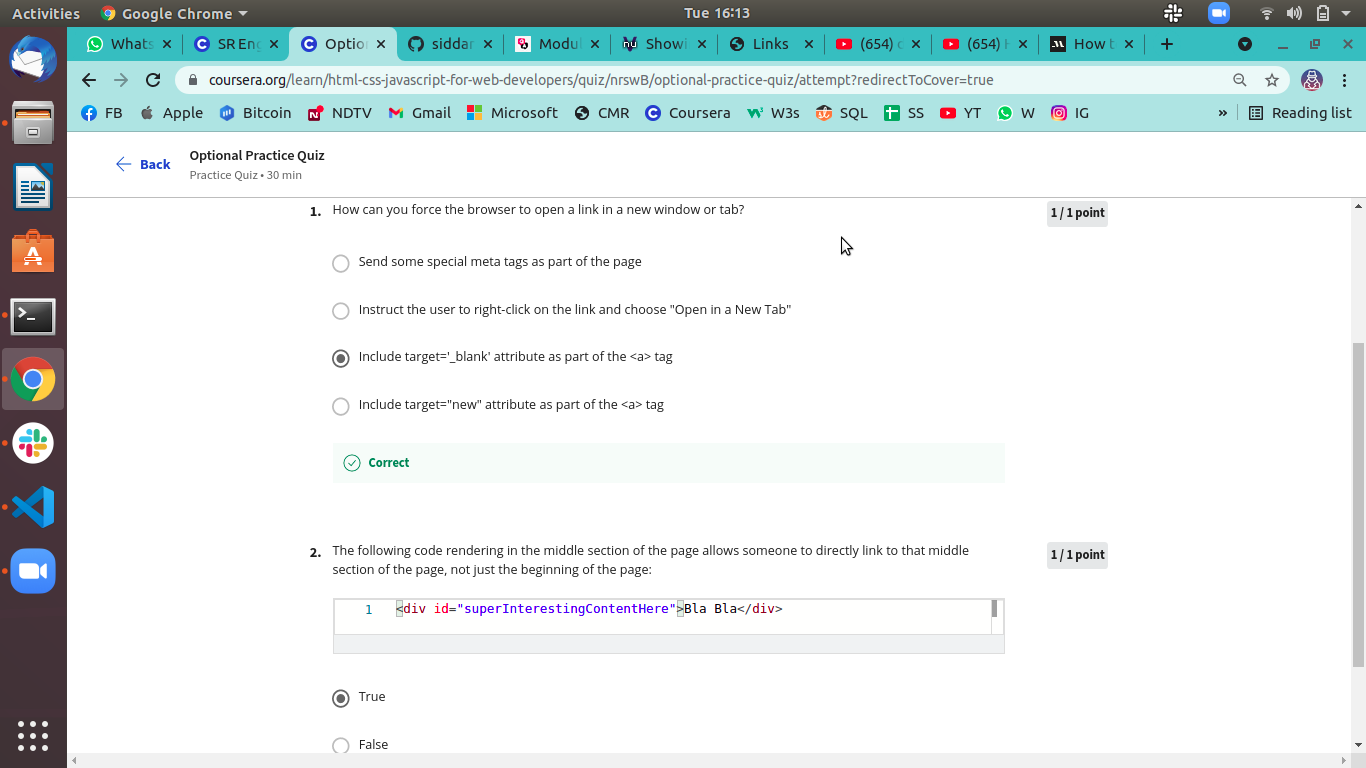 Activities Google Chrome Tue 16:13
Whats SR Eng Option siddar Modul Showi Links (654) (654) How t
coursera.org/learn/html-css-javascript-for-web-developers/quiz/nrswB/optional-practice-quiz/attempt?redirectToCover=true
FB Apple Bitcoin NDTV Gmail Microsoft CMR Coursera W3s SQL SS YT W IG » Reading list
Back
Optional Practice Quiz
Practice Quiz • 30 min
1. How can you force the browser to open a link in a new window or tab?
1 / 1 point
Send some special meta tags as part of the page
Instruct the user to right-click on the link and choose "Open in a New Tab"
Include target='_blank' attribute as part of the <a> tag
Include target="new" attribute as part of the <a> tag
Correct
2. The following code rendering in the middle section of the page allows someone to directly link to that middle
section of the page, not just the beginning of the page:
1 / 1 point
1 <div id="superInterestingContentHere">Bla Bla</div>
True
False